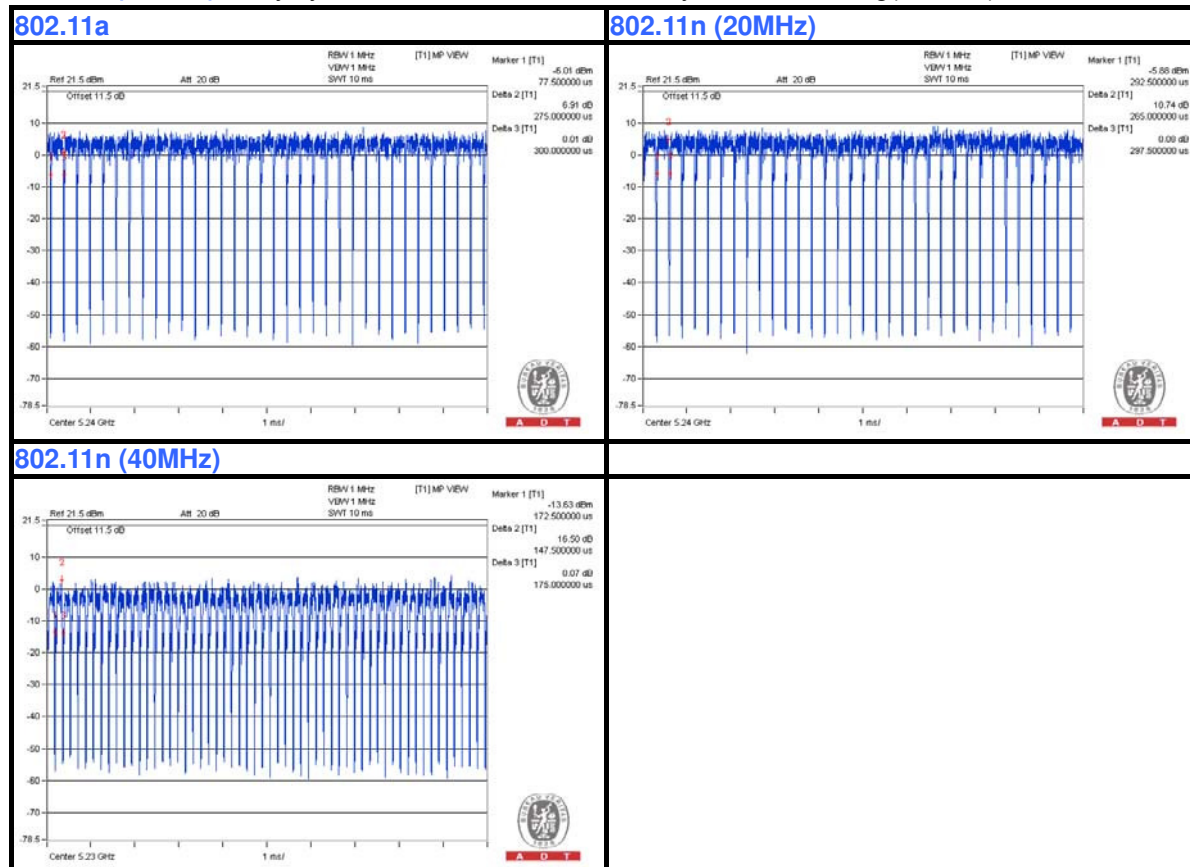 802.11a
RBW 1 MHz [T1] MP VIEW
VBW 1 MHz
Ref 21.5 dBm Att 20 dB SWT 10 ms
Marker 1 [T1]
-6.01 dBm
77.500000 us
Delta 2 [T1]
6.91 dB
275.000000 us
Delta 3 [T1]
0.01 dB
300.000000 us
21.5
Offset 11.5 dB
10
0
-10
-20
-30
-40
-50
-60
-70
-78.5
Center 5.24 GHz 1 ms/
BUREAU VERITAS
1828
A D T
802.11n (20MHz)
RBW 1 MHz [T1] MP VIEW
VBW 1 MHz
Ref 21.5 dBm Att 20 dB SWT 10 ms
Marker 1 [T1]
-5.88 dBm
292.500000 us
Delta 2 [T1]
10.74 dB
265.000000 us
Delta 3 [T1]
297.500000 us
21.5
Offset 11.5 dB
10
0
-10
-20
-30
-40
-50
-60
-70
-78.5
Center 5.24 GHz 1 ms/
BUREAU VERITAS
1828
A D T
802.11n (40MHz)
RBW 1 MHz [T1] MP VIEW
VBW 1 MHz
Ref 21.5 dBm Att 20 dB SWT 10 ms
Marker 1 [T1]
-13.63 dBm
172.500000 us
Delta 2 [T1]
16.50 dB
147.500000 us
Delta 3 [T1]
0.07 dB
175.000000 us
21.5
Offset 11.5 dB
10
0
-10
-20
-30
-40
-50
-60
-70
-78.5
Center 5.23 GHz 1 ms/
BUREAU VERITAS
1828
A D T